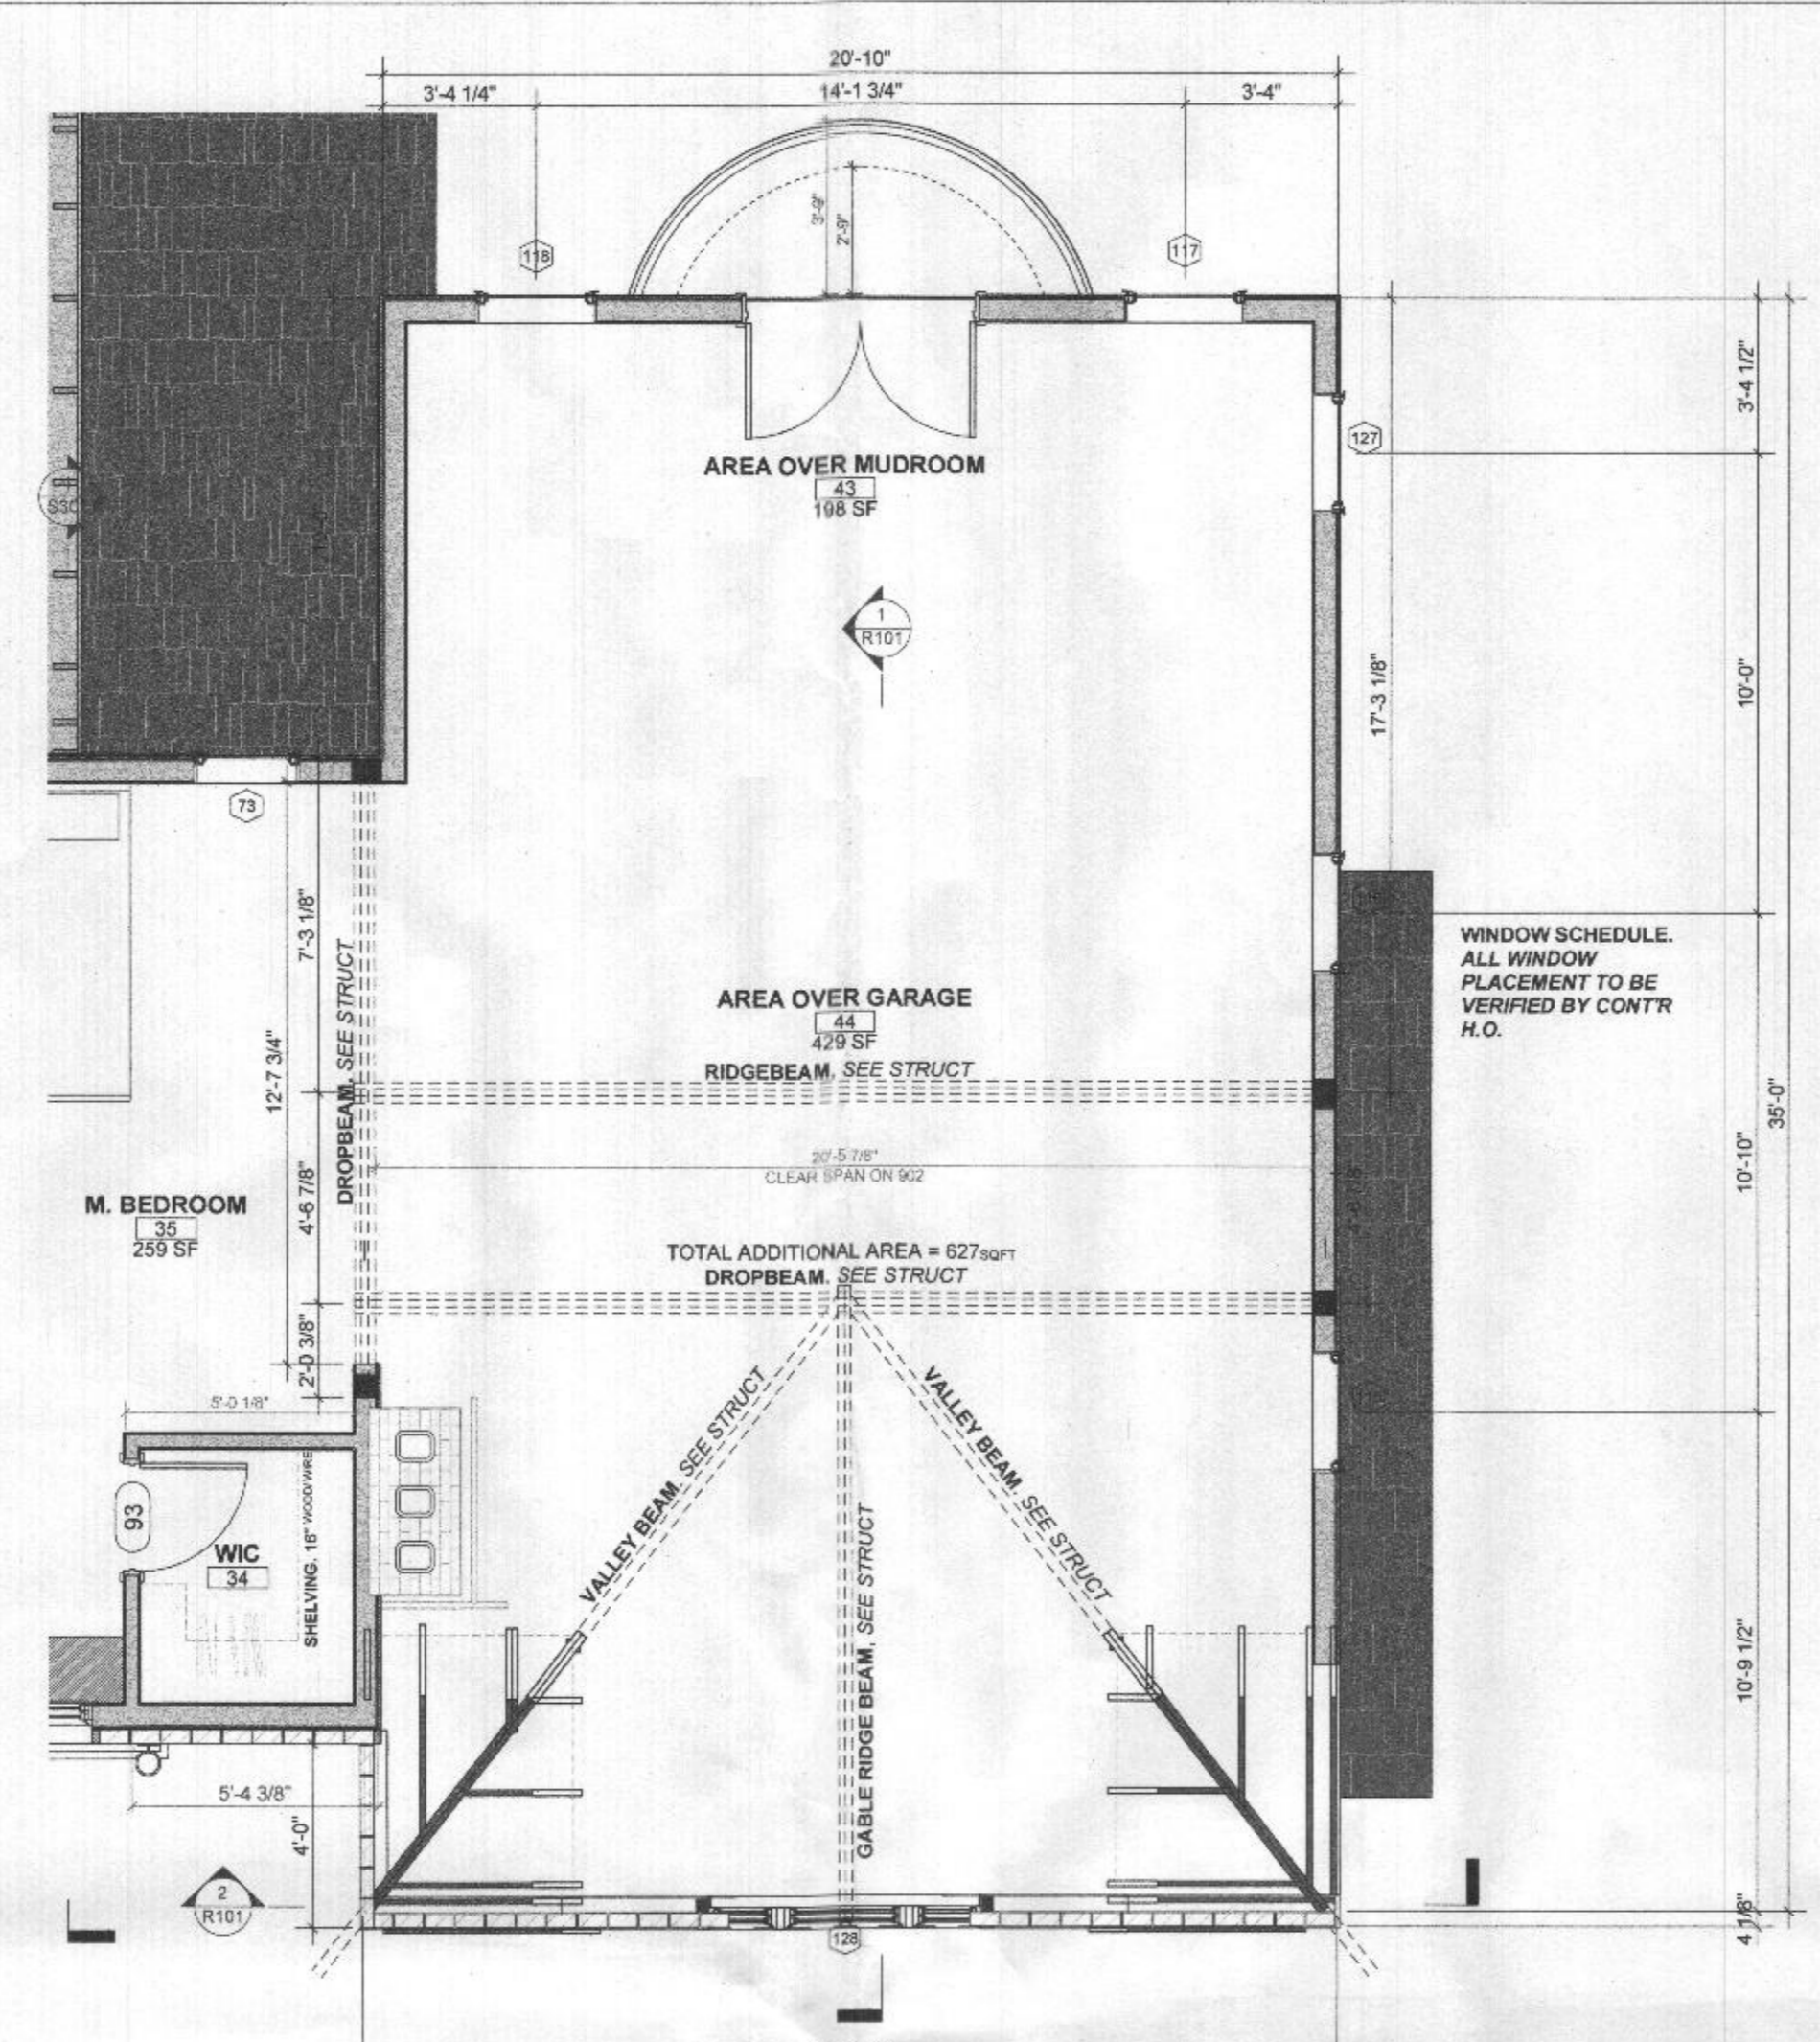 20'-10"
3'-4 1/4"
14'-1 3/4"
3'-4"
3'-9"
2'-9"
118
117
3'-4 1/2"
127
AREA OVER MUDROOM
43
198 SF
1
R101
10'-0"
17'-3 1/8"
73
7'-3 1/8"
DROPBEAM. SEE STRUCT
12'-7 3/4"
4'-6 7/8"
2'-0 3/8"
WINDOW SCHEDULE.
ALL WINDOW
PLACEMENT TO BE
VERIFIED BY CONT'R
H.O.
AREA OVER GARAGE
44
429 SF
RIDGEBEAM. SEE STRUCT
35'-0"
20'-5 7/8"
CLEAR SPAN ON 902
10'-10"
4'-6 7/8"
M. BEDROOM
35
259 SF
TOTAL ADDITIONAL AREA = 627SQFT
DROPBEAM. SEE STRUCT
5'-0 1/8"
VALLEY BEAM. SEE STRUCT
VALLEY BEAM. SEE STRUCT
93
WIC
34
SHELVING. 16" WOOD/WIRE
GABLE RIDGE BEAM. SEE STRUCT
10'-9 1/2"
5'-4 3/8"
4'-0"
2
R101
128
4 1/8"